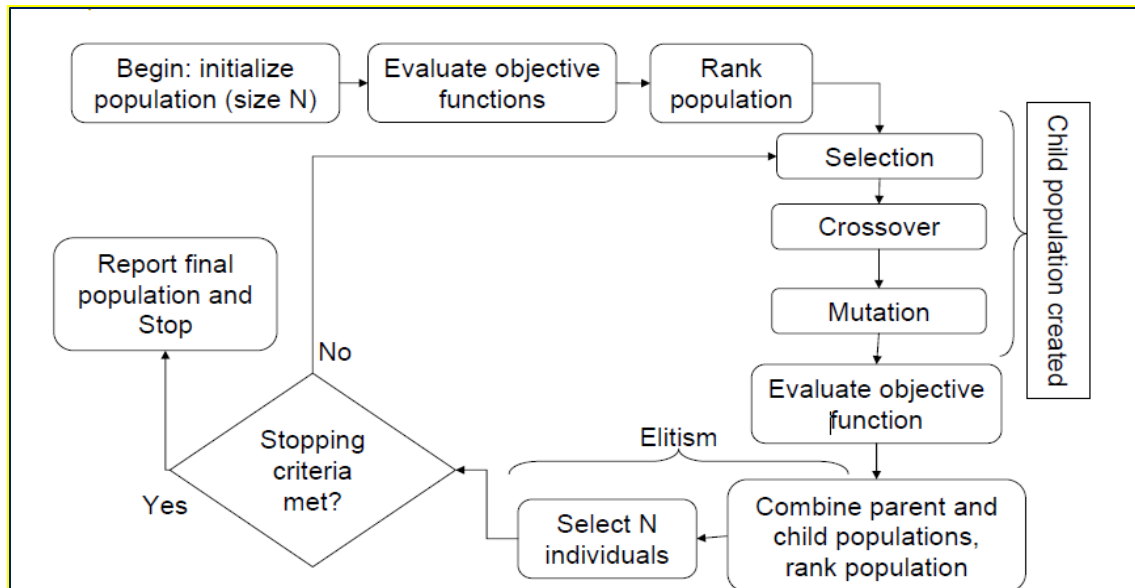 Begin: initialize
population (size N)
Evaluate objective
functions
Rank
population
Selection
Crossover
Mutation
Child population created
Evaluate objective
function
Combine parent and
child populations,
rank population
Elitism
Select N
individuals
Stopping
criteria
met?
No
Yes
Report final
population and
Stop